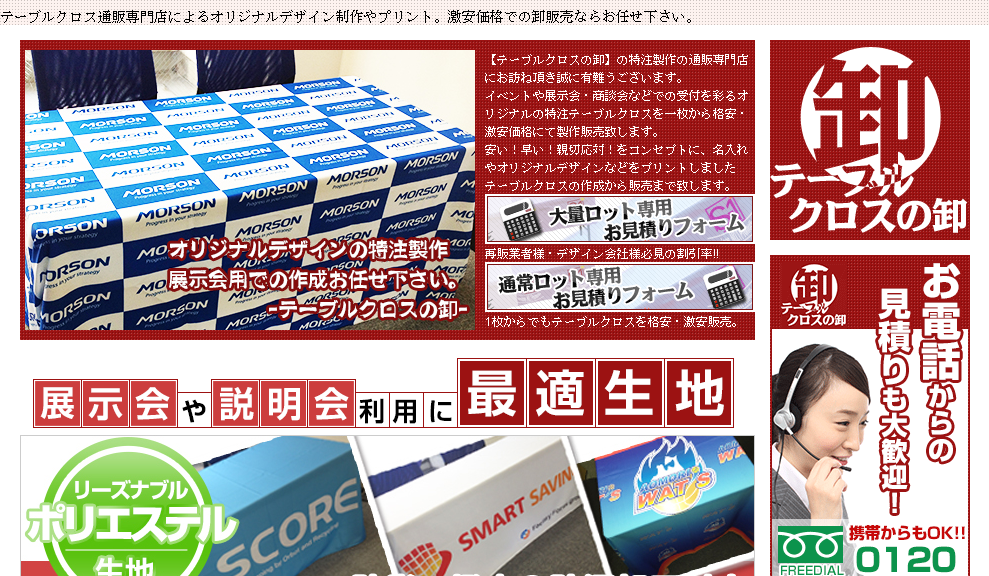 テーブルクロス通販専門店によるオリジナルデザイン制作やプリント。激安価格での卸販売ならお任せ下さい。
MORSON
Progress in your strategy
オリジナルデザインの特注製作
展示会用での作成お任せ下さい。
-テーブルクロスの卸-
【テーブルクロスの卸】の特注製作の通販専門店
にお訪ね頂き誠に有難うございます。
イベントや展示会・商談会などでの受付を彩るオ
リジナルの特注テーブルクロスを一枚から格安・
激安価格にて製作販売致します。
安い！早い！親切応対！をコンセプトに、名入れ
やオリジナルデザインなどをプリントしました
テーブルクロスの作成から販売まで致します。
大量ロット専用
お見積りフォーム
再販業者様・デザイン会社様必見の割引率!!
通常ロット専用
お見積りフォーム
1枚からでもテーブルクロスを格安・激安販売。
卸
テーブル
クロスの卸
卸
テーブル
クロスの卸
お電話からの
見積りも大歓迎！
携帯からもOK!!
FREEDIAL
0120
展示会や説明会利用に最適生地
リーズナブル
ポリエステル
生地
SCORE
SMART SAVIN
AOMORI
WAT'S